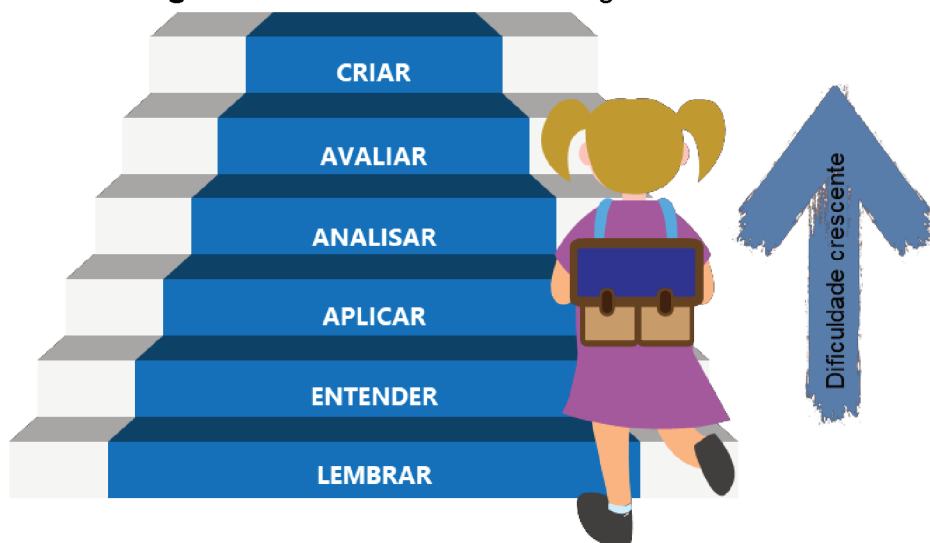 CRIAR
AVALIAR
ANALISAR
APLICAR
ENTENDER
LEMBRAR
Dificuldade crescente